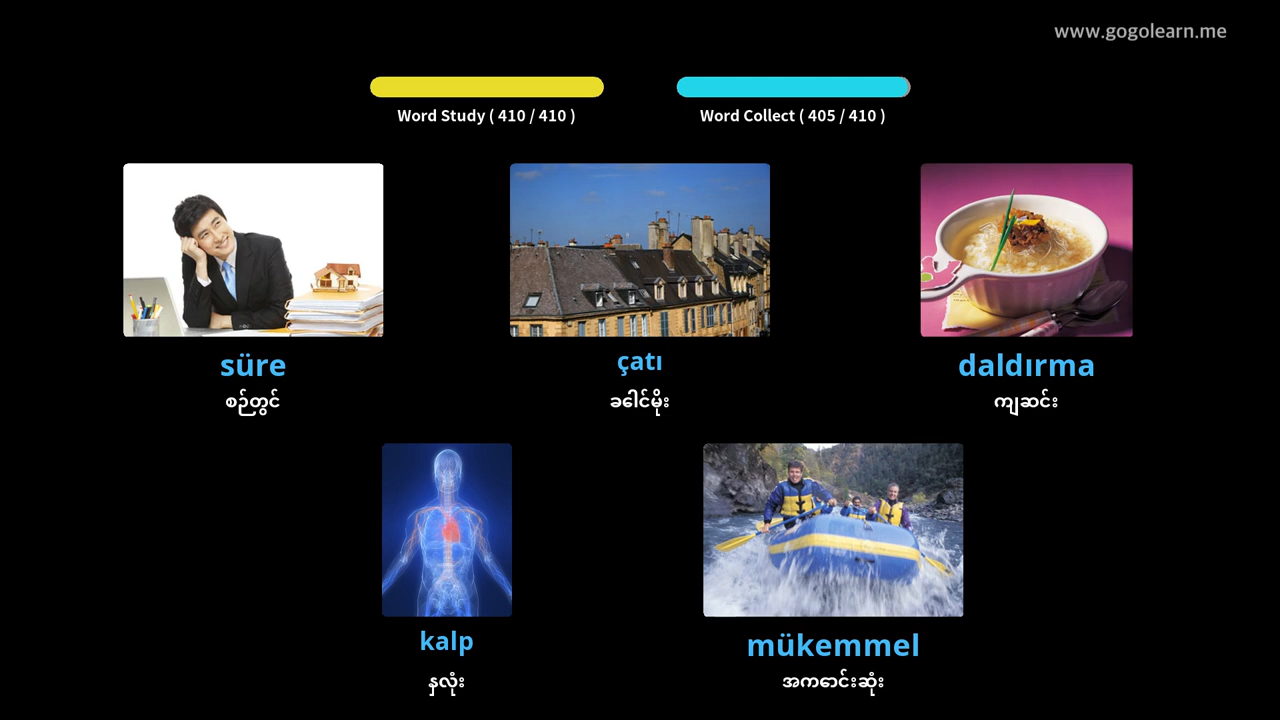 www.gogolearn.me
Word Study ( 410 / 410 )
Word Collect ( 405 / 410 )
süre
စဉ်တွင်
çatı
ခေါင်မိုး
daldırma
ကျဆင်း
kalp
နှလုံး
mükemmel
အကောင်းဆုံး